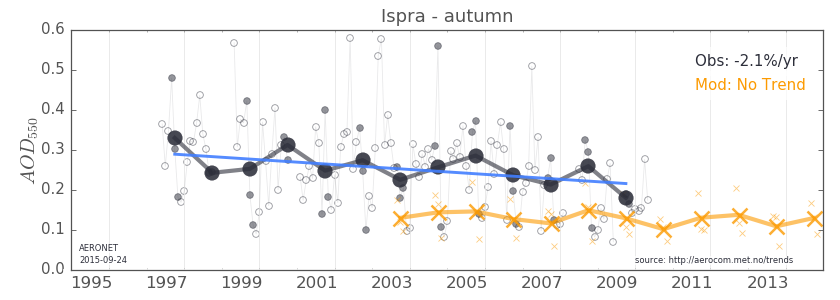 Ispra - autumn
0.6
0.5
0.4
0.3
0.2
0.1
0.0
AOD550
Obs: -2.1%/yr
Mod: No Trend
AERONET
2015-09-24
source: http://aerocom.met.no/trends
1995 1997 1999 2001 2003 2005 2007 2009 2011 2013